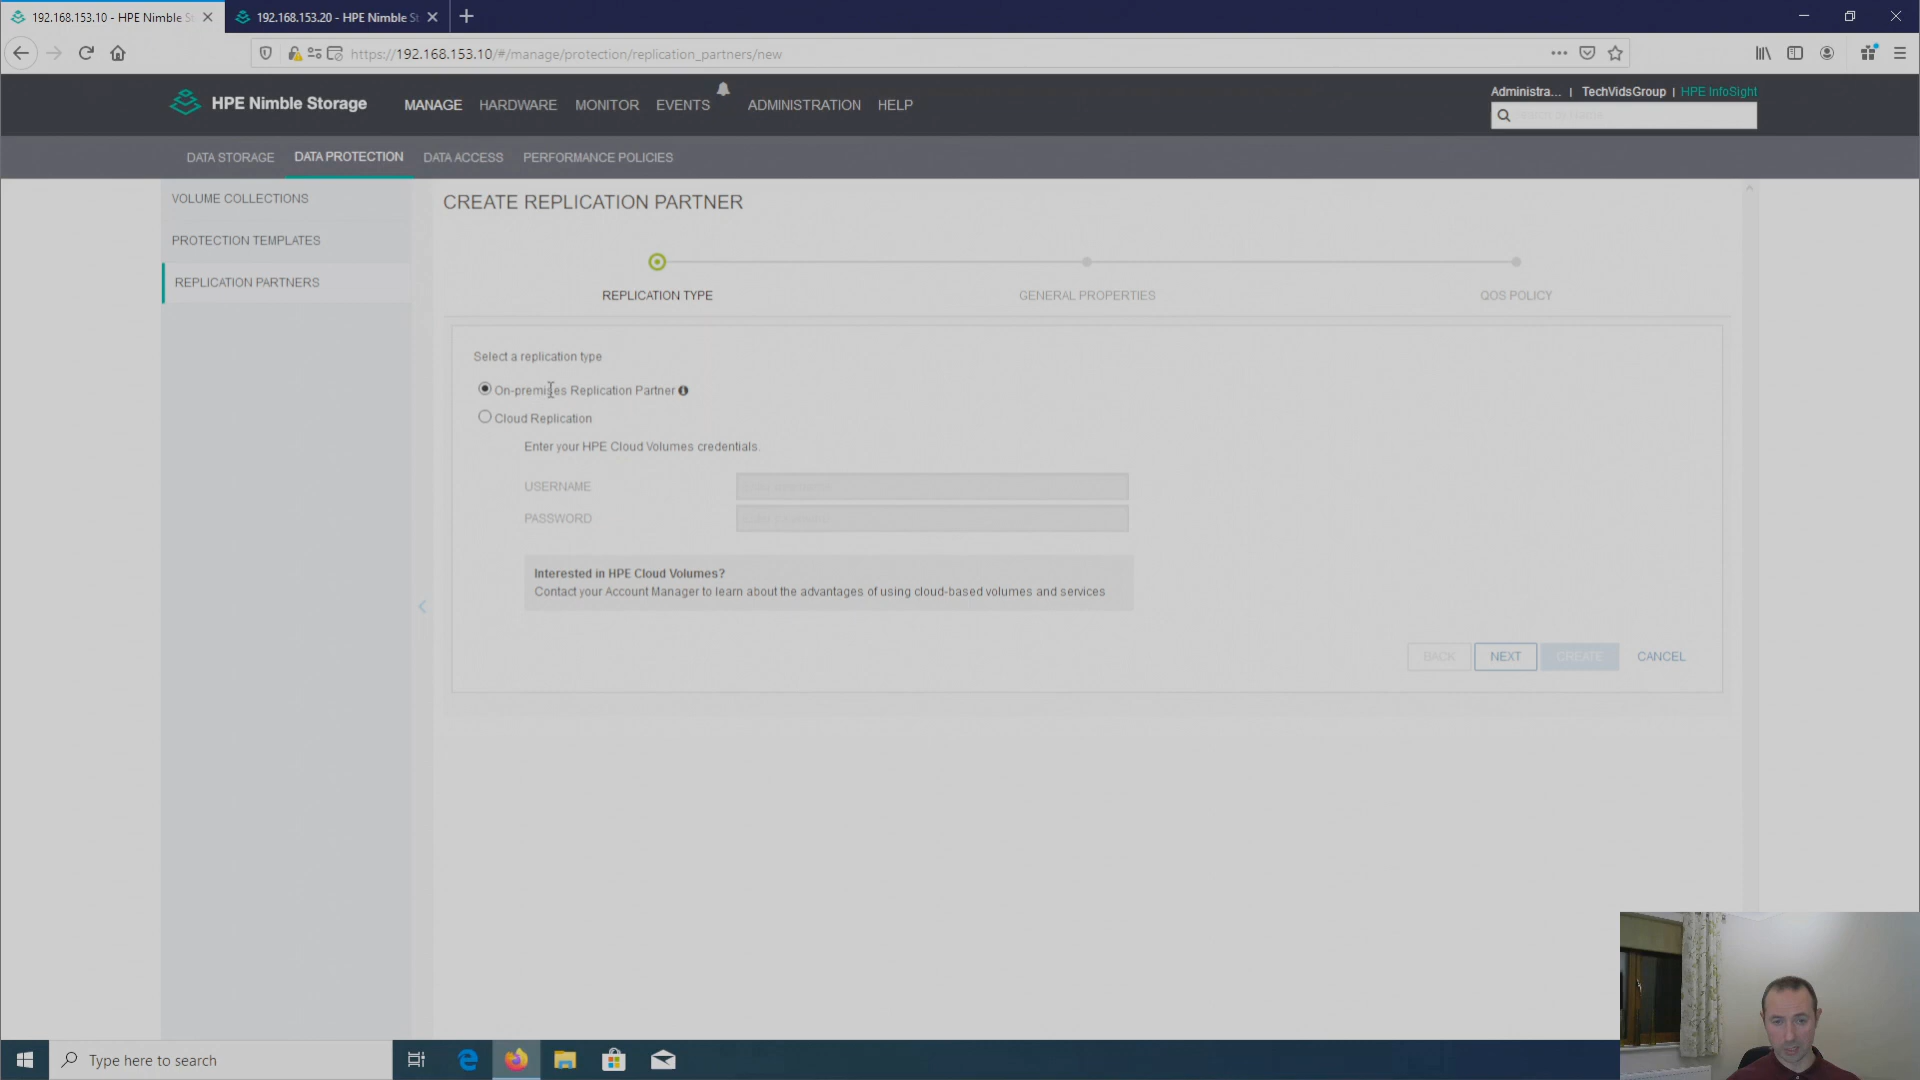 192.168.153.10 - HPE Nimble St
192.168.153.20 - HPE Nimble St
https://192.168.153.10/#/manage/protection/replication_partners/new
HPE Nimble Storage
MANAGE
HARDWARE
MONITOR
EVENTS
ADMINISTRATION
HELP
Administra... | TechVidsGroup | HPE InfoSight
DATA STORAGE
DATA PROTECTION
DATA ACCESS
PERFORMANCE POLICIES
VOLUME COLLECTIONS
PROTECTION TEMPLATES
REPLICATION PARTNERS
CREATE REPLICATION PARTNER
REPLICATION TYPE
GENERAL PROPERTIES
QOS POLICY
Select a replication type
On-premises Replication Partner
Cloud Replication
Enter your HPE Cloud Volumes credentials.
USERNAME
PASSWORD
Interested in HPE Cloud Volumes?
Contact your Account Manager to learn about the advantages of using cloud-based volumes and services
BACK
NEXT
CREATE
CANCEL
Type here to search